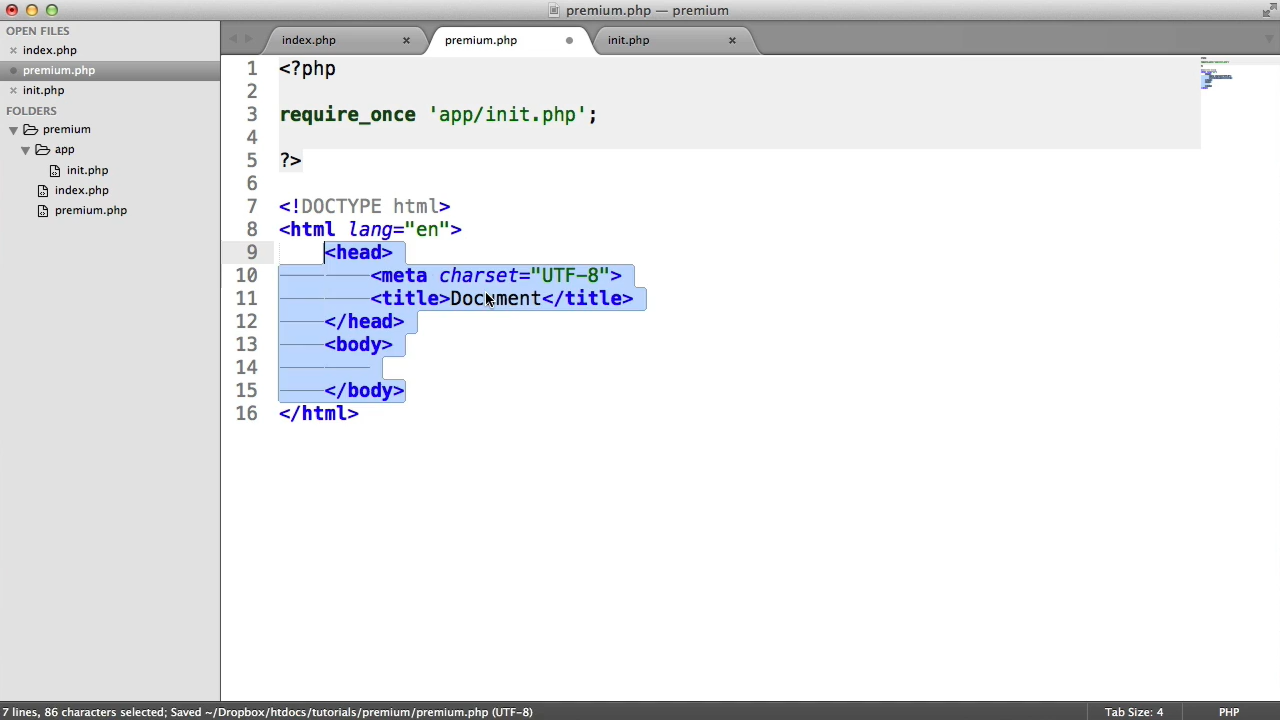 premium.php — premium
OPEN FILES
index.php
premium.php
init.php
FOLDERS
premium
app
init.php
index.php
premium.php
index.php
premium.php
init.php
1 <?php
2
3 require_once 'app/init.php';
4
5 ?>
6
7 <!DOCTYPE html>
8 <html lang="en">
9 <head>
10 <meta charset="UTF-8">
11 <title>Document</title>
12 </head>
13 <body>
14
15 </body>
16 </html>
7 lines, 86 characters selected; Saved ~/Dropbox/htdocs/tutorials/premium/premium.php (UTF-8)
Tab Size: 4
PHP